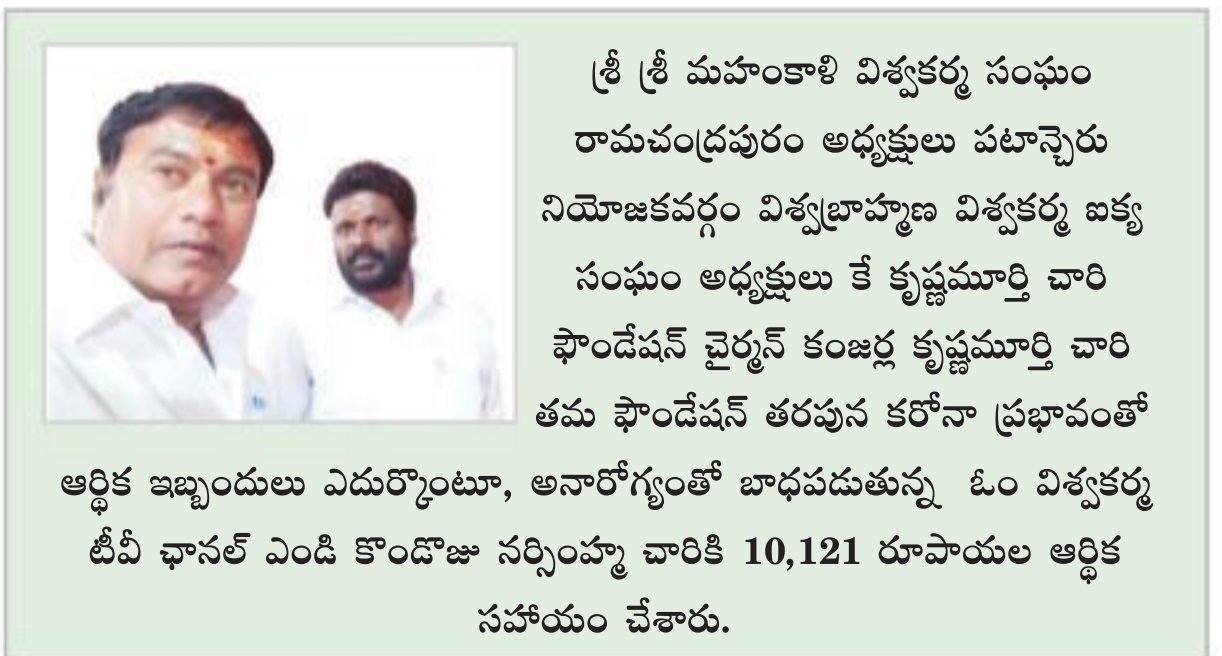 శ్రీ శ్రీ మహంకాళి విశ్వకర్మ సంఘం
రామచంద్రపురం అధ్యక్షులు పటాన్చెరు
నియోజకవర్గం విశ్వబ్రాహ్మణ విశ్వకర్మ ఐక్య
సంఘం అధ్యక్షులు కే కృష్ణమూర్తి చారి
ఫౌండేషన్ చైర్మన్ కంజర్ల కృష్ణమూర్తి చారి
తమ ఫౌండేషన్ తరపున కరోనా ప్రభావంతో
ఆర్థిక ఇబ్బందులు ఎదుర్కొంటూ, అనారోగ్యంతో బాధపడుతున్న ఓం విశ్వకర్మ
టీవీ ఛానల్ ఎండి కొండొజు నర్సింహ్మ చారికి 10,121 రూపాయల ఆర్థిక
సహాయం చేశారు.